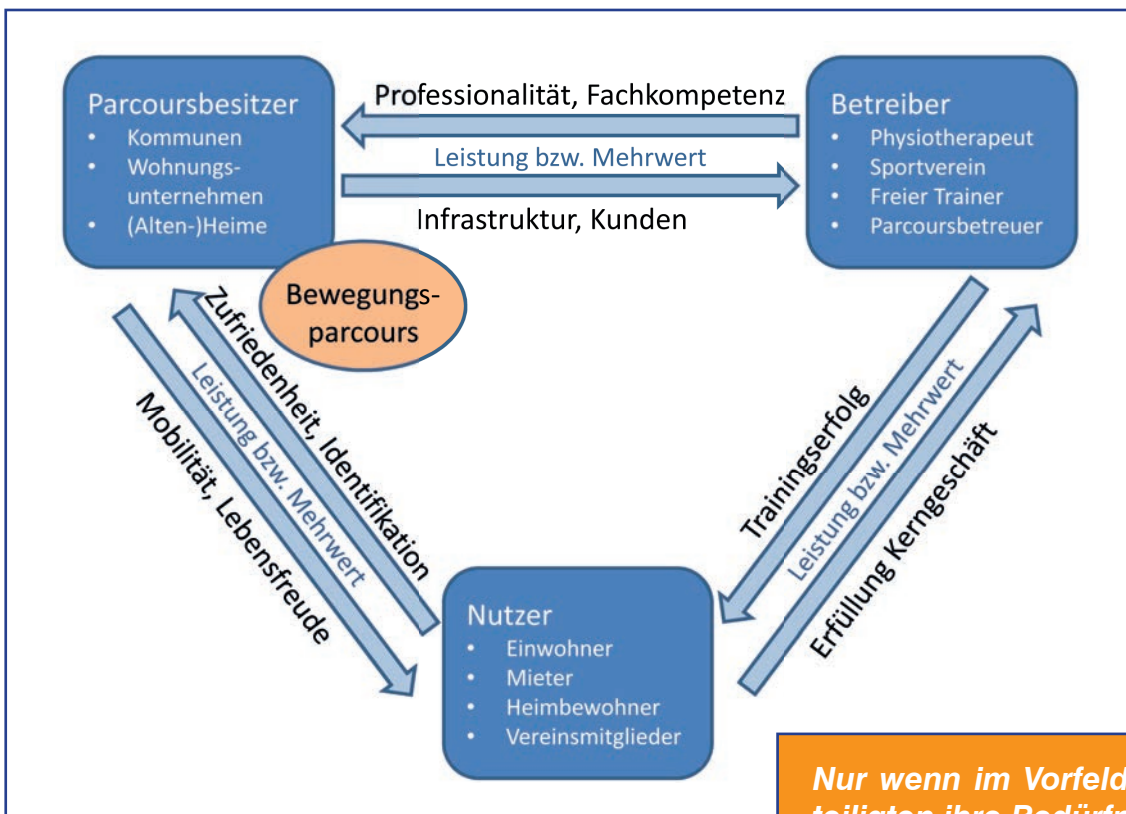 Parcoursbesitzer
• Kommunen
• Wohnungs-
unternehmen
• (Alten-)Heime
Professionalität, Fachkompetenz
Leistung bzw. Mehrwert
Infrastruktur, Kunden
Betreiber
• Physiotherapeut
• Sportverein
• Freier Trainer
• Parcoursbetreuer
Bewegungs-
parcours
Zufriedenheit, Identifikation
Leistung bzw. Mehrwert
Mobilität, Lebensfreude
Trainingserfolg
Leistung bzw. Mehrwert
Erfüllung Kerngeschäft
Nutzer
• Einwohner
• Mieter
• Heimbewohner
• Vereinsmitglieder
Nur wenn im Vorfeld